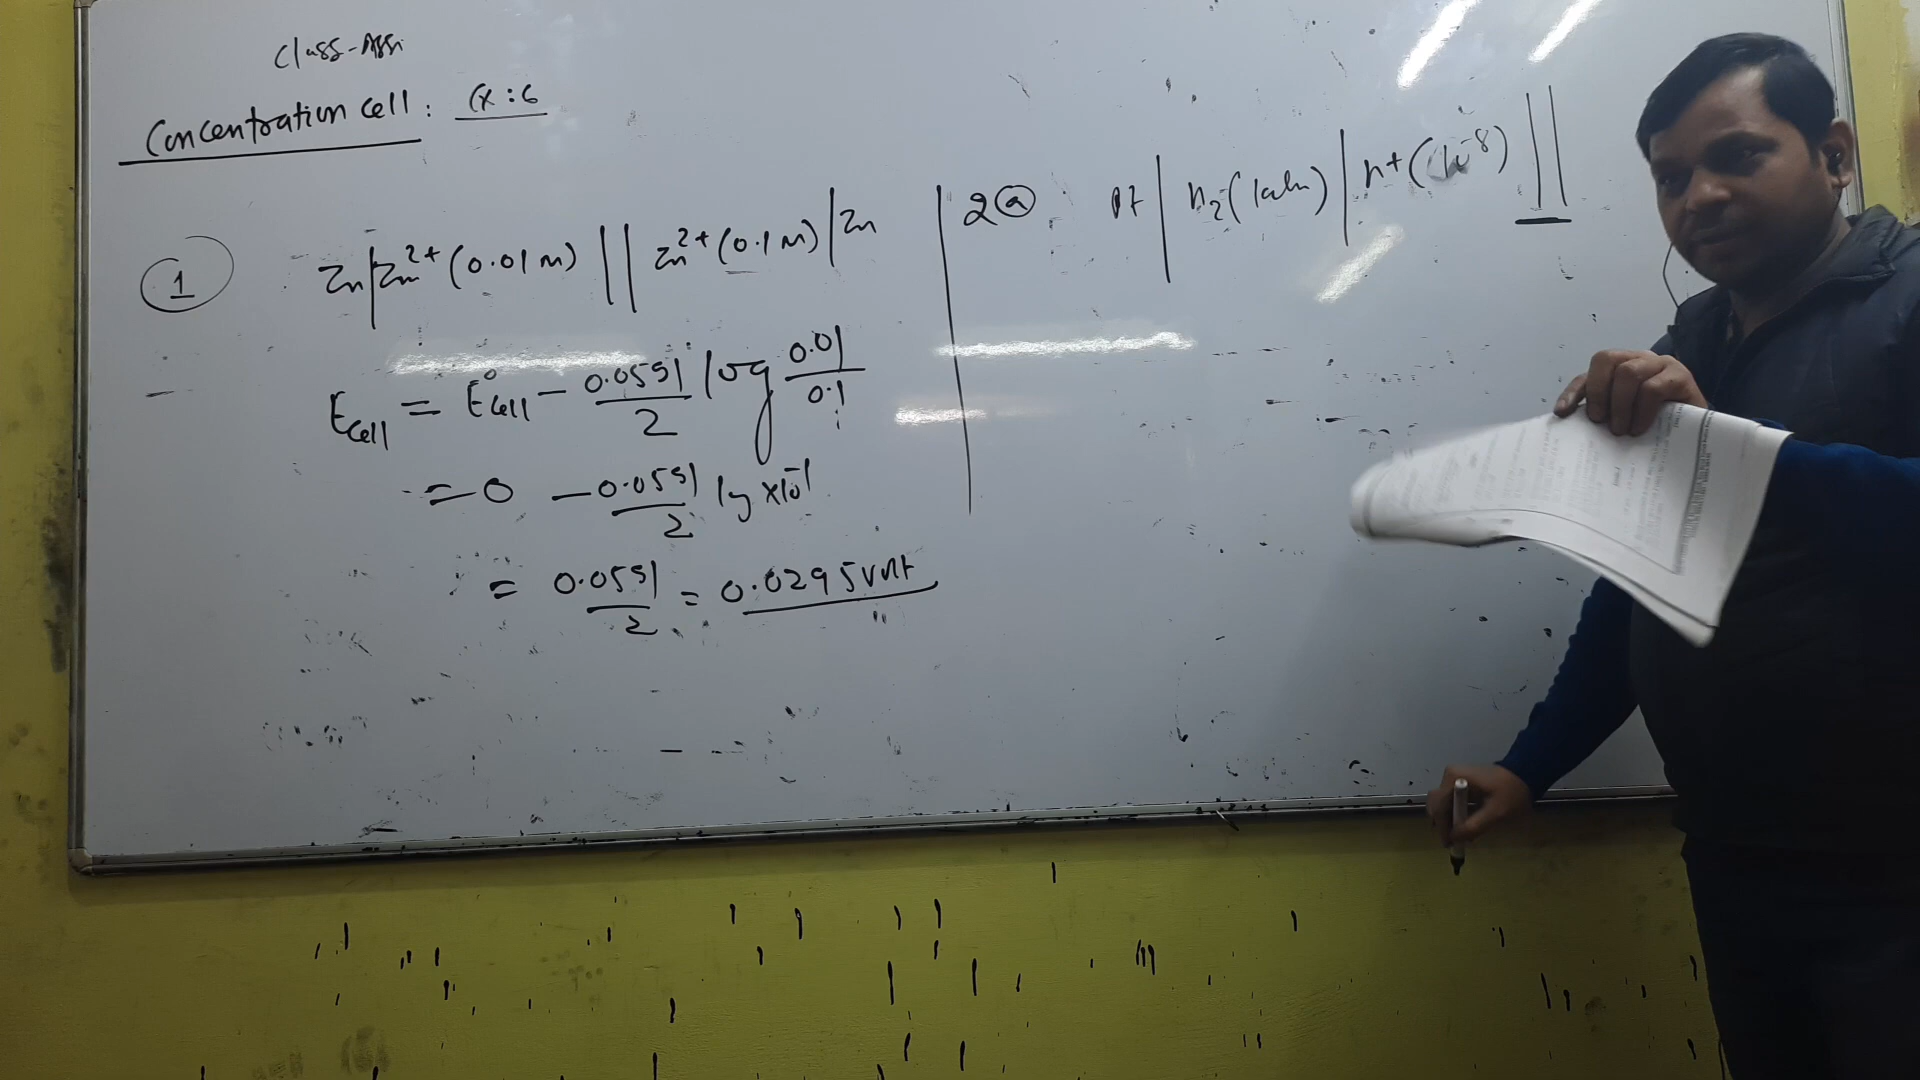 Class-Assi
Concentration cell : Ex:6
1
Zn|Zn²⁺(0.01M) || Zn²⁺(0.1M)|Zn
Ecell = E°cell - 0.0591/2 log 0.01/0.1
= 0 - 0.0591/2 log x10⁻¹
= 0.0591/2 = 0.0295 volt
2 a Pt | H₂(1atm) | H⁺(10⁻⁸) ||